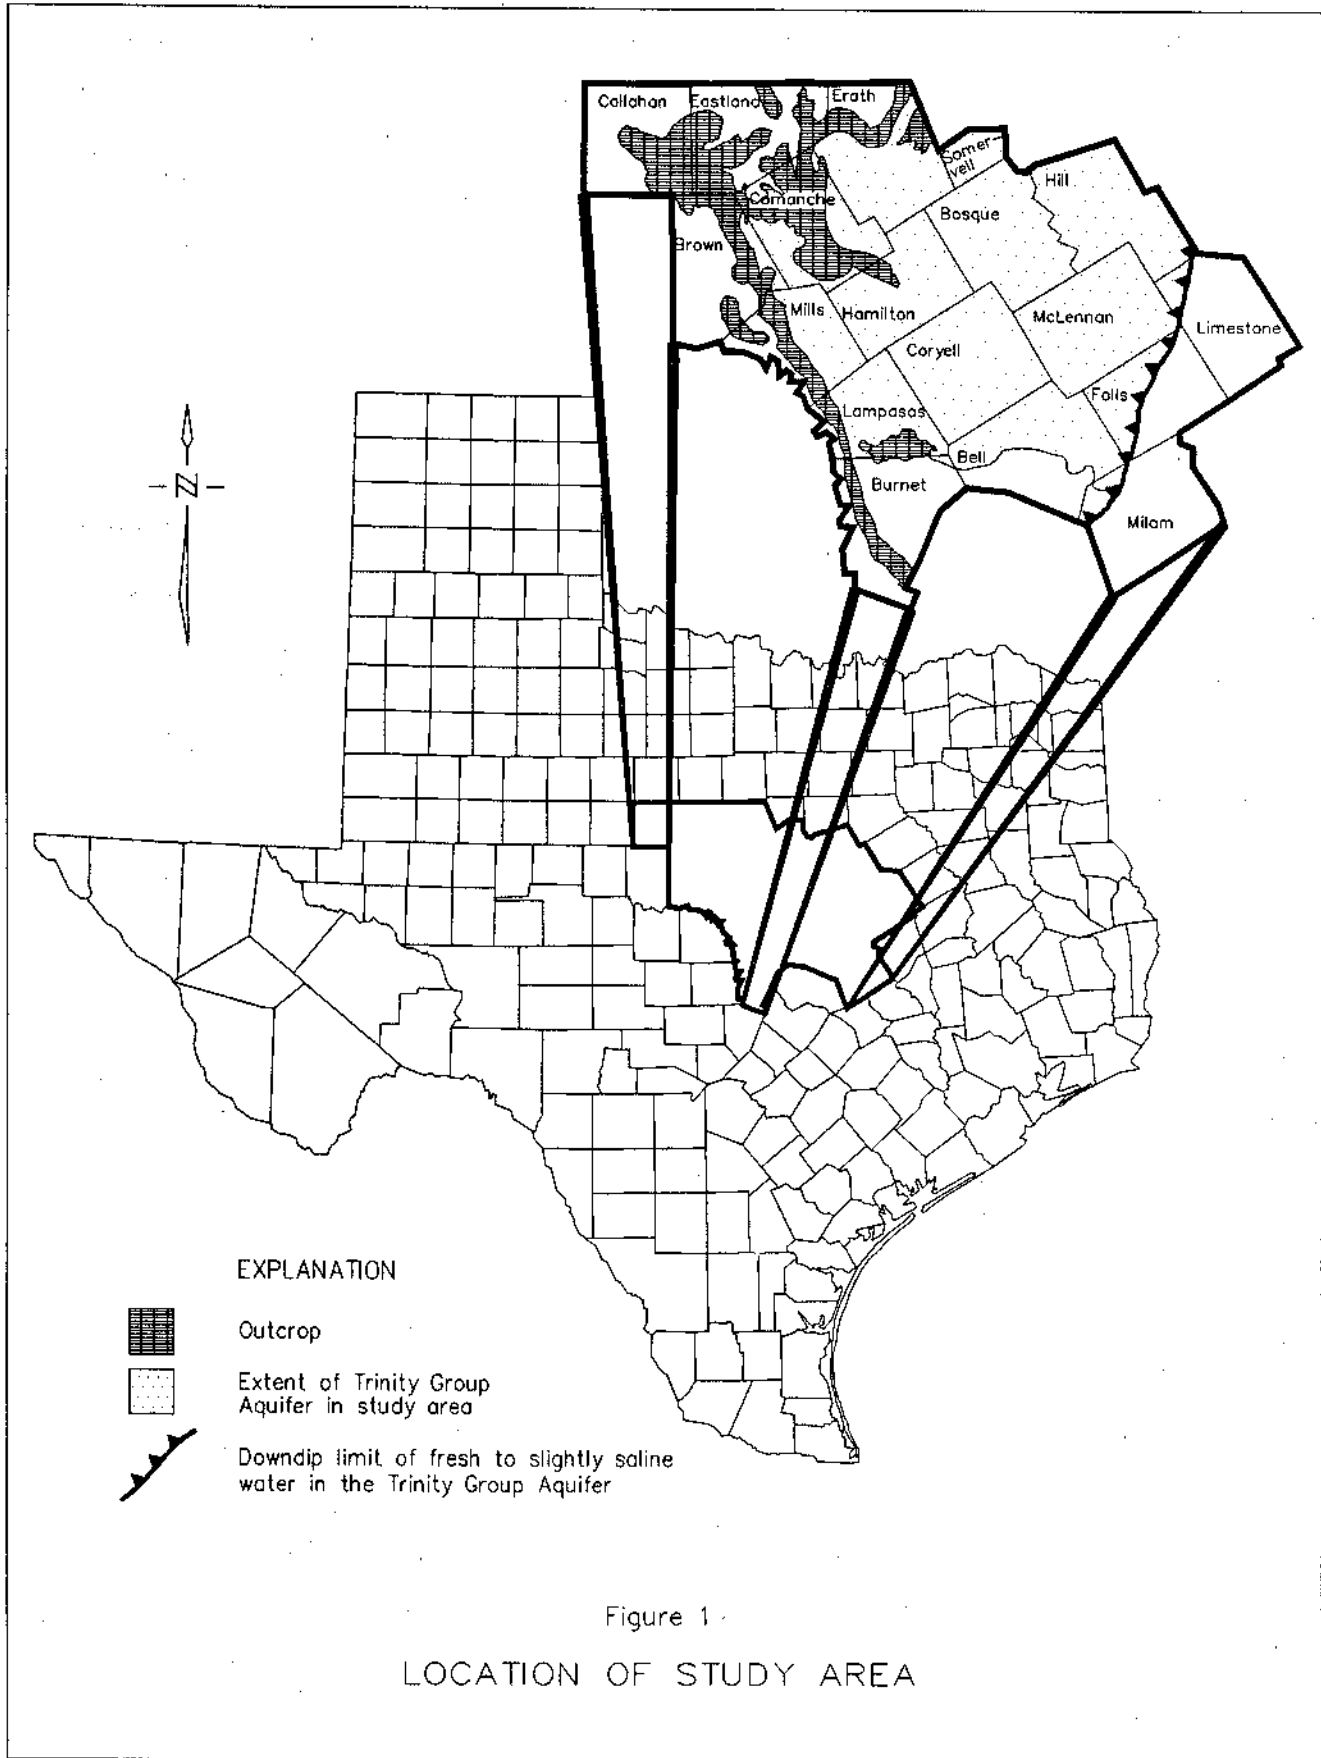 Callahan
Eastland
Erath
Somer-
vell
Hill
Comanche
Bosque
Brown
Mills
Hamilton
McLennan
Limestone
Coryell
Falls
Lampasas
Bell
Burnet
Milam
N
EXPLANATION
Outcrop
Extent of Trinity Group
Aquifer in study area
Downdip limit of fresh to slightly saline
water in the Trinity Group Aquifer
Figure 1
LOCATION OF STUDY AREA